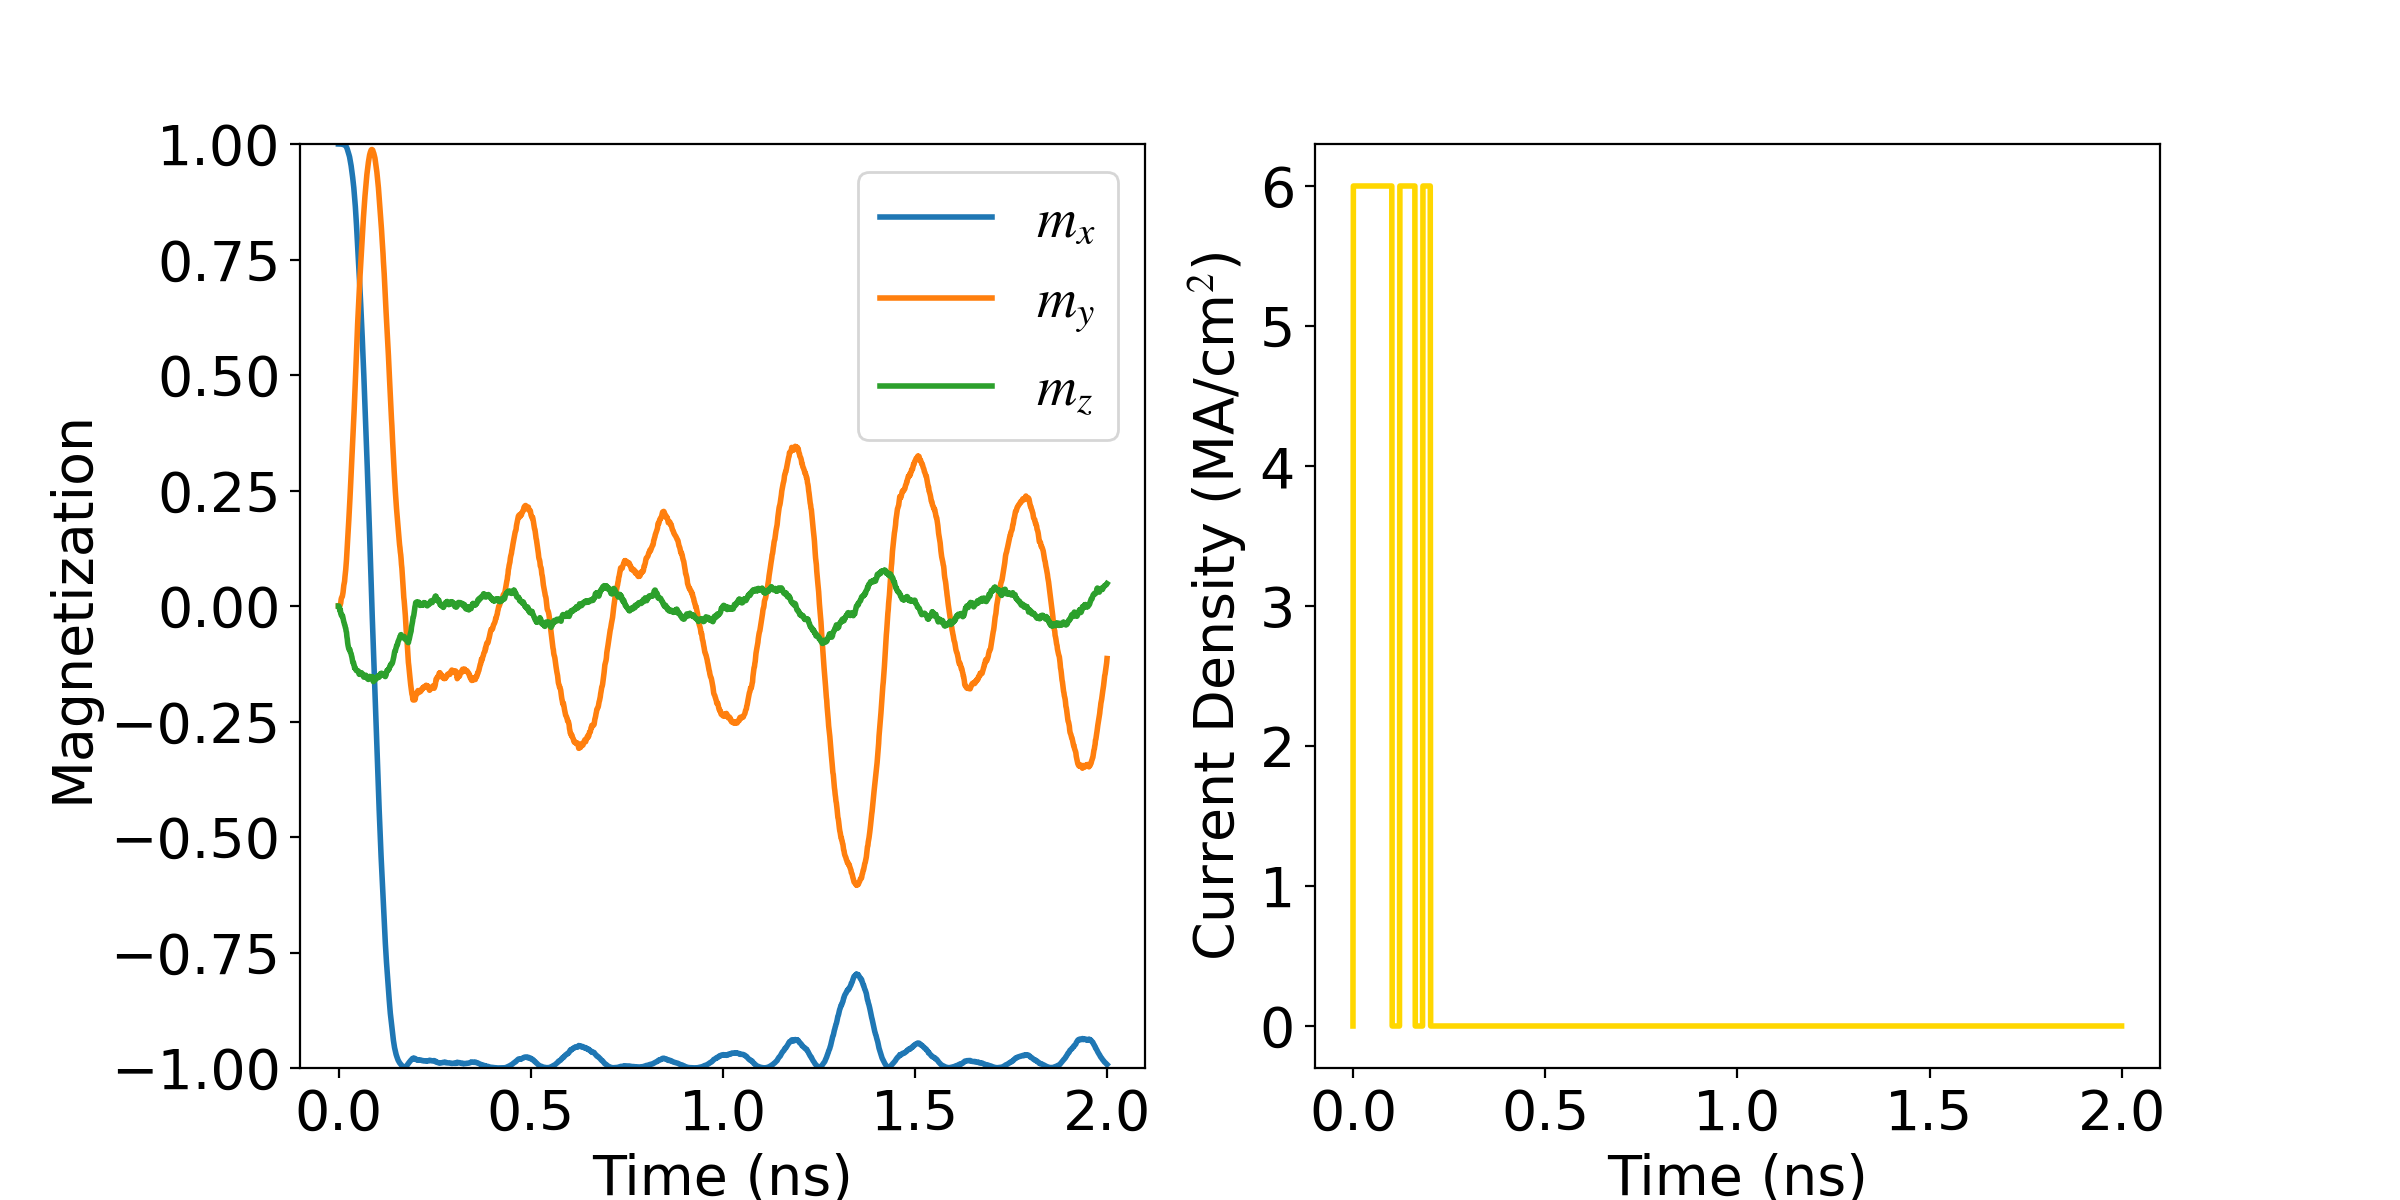 1.00
0.75
0.50
0.25
0.00
−0.25
−0.50
−0.75
−1.00
Magnetization
0.0 0.5 1.0 1.5 2.0
Time (ns)
m_x
m_y
m_z
6
5
4
3
2
1
0
Current Density (MA/cm²)
0.0 0.5 1.0 1.5 2.0
Time (ns)